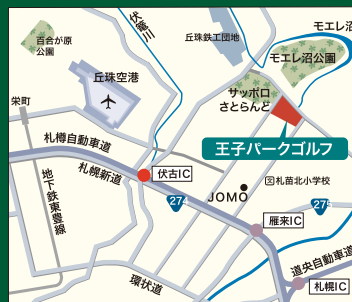 伏篭川
丘珠鉄工団地
モエレ沼
百合が原
公園
モエレ沼公園
丘珠空港
サッポロ
さとらんど
栄町
王子パークゴルフ
札樽自動車道
札幌新道
伏古IC
文札苗北小学校
JOMO
地下鉄東豊線
274
275
雁来IC
環状道
道央自動車道
札幌IC